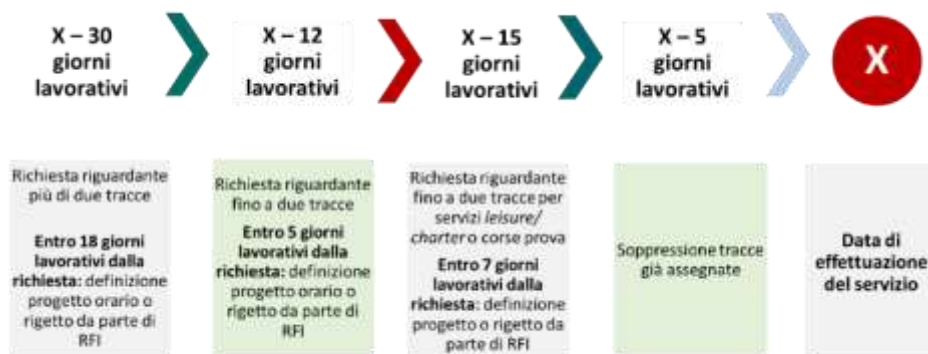 X – 30
giorni
lavorativi
X – 12
giorni
lavorativi
X – 15
giorni
lavorativi
X – 5
giorni
lavorativi
X
Richiesta riguardante
più di due tracce
Entro 18 giorni
lavorativi dalla
richiesta: definizione
progetto orario o
rigetto da parte di
RFI
Richiesta riguardante
fino a due tracce
Entro 5 giorni
lavorativi dalla
richiesta: definizione
progetto orario o
rigetto da parte di
RFI
Richiesta riguardante
fino a due tracce per
servizi leisure/
charter o corse prova
Entro 7 giorni
lavorativi dalla
richiesta: definizione
progetto o rigetto da
parte di RFI
Soppressione tracce
già assegnate
Data di
effettuazione
del servizio